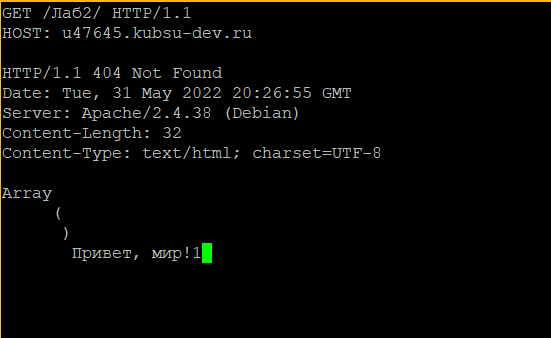 GET /Лаб2/ HTTP/1.1
HOST: u47645.kubsu-dev.ru
HTTP/1.1 404 Not Found
Date: Tue, 31 May 2022 20:26:55 GMT
Server: Apache/2.4.38 (Debian)
Content-Length: 32
Content-Type: text/html; charset=UTF-8
Array
(
)
Привет, мир!1